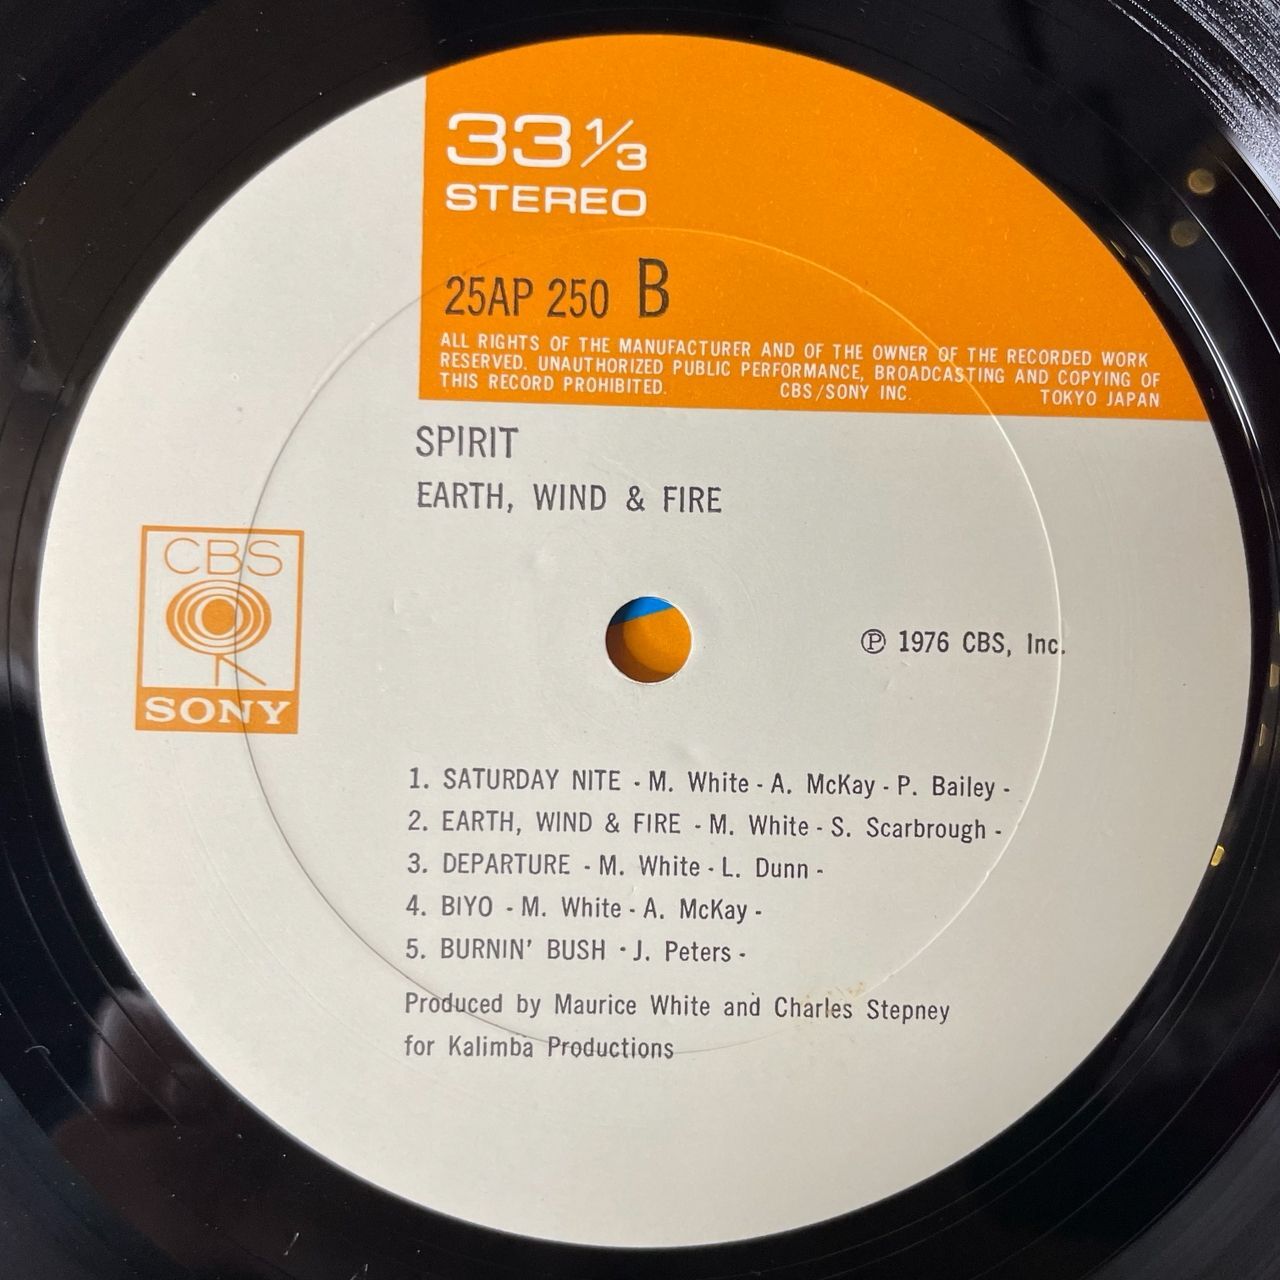 33 1/3
STEREO
25AP 250 B
ALL RIGHTS OF THE MANUFACTURER AND OF THE OWNER OF THE RECORDED WORK
RESERVED. UNAUTHORIZED PUBLIC PERFORMANCE, BROADCASTING AND COPYING OF
THIS RECORD PROHIBITED. CBS/SONY INC. TOKYO JAPAN
SPIRIT
EARTH, WIND & FIRE
CBS
SONY
Ⓟ 1976 CBS, Inc.
1. SATURDAY NITE - M. White - A. McKay - P. Bailey -
2. EARTH, WIND & FIRE - M. White - S. Scarbrough -
3. DEPARTURE - M. White - L. Dunn -
4. BIYO - M. White - A. McKay -
5. BURNIN' BUSH - J. Peters -
Produced by Maurice White and Charles Stepney
for Kalimba Productions